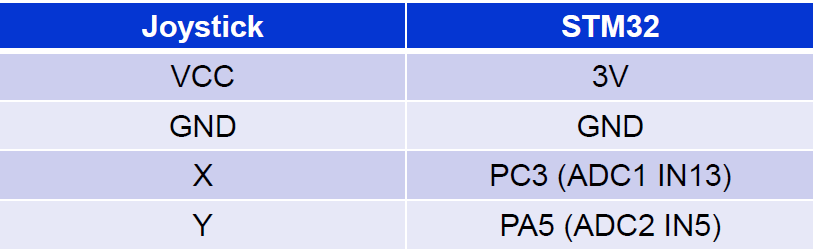 Joystick STM32
VCC 3V
GND GND
X PC3 (ADC1 IN13)
Y PA5 (ADC2 IN5)